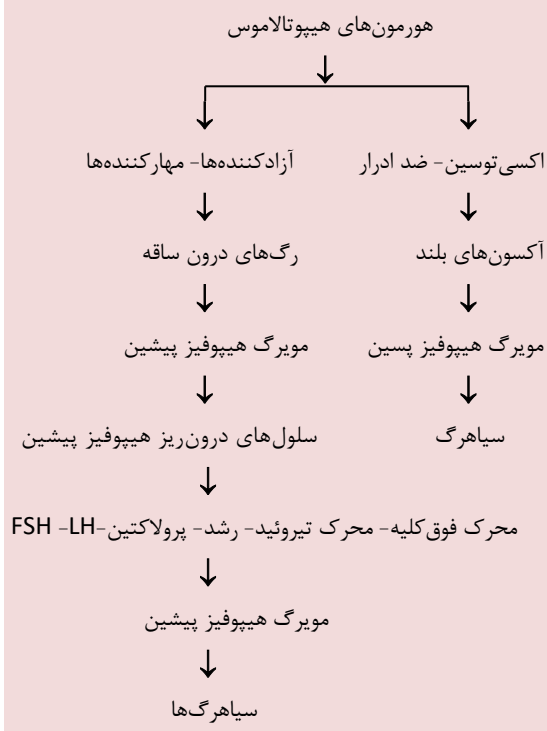 هورمون‌های هیپوتالاموس
اکسی‌توسین- ضد ادرار
آزادکننده‌ها- مهارکننده‌ها
آکسون‌های بلند
رگ‌های درون ساقه
مویرگ هیپوفیز پسین
مویرگ هیپوفیز پیشین
سیاهرگ
سلول‌های درون‌ریز هیپوفیز پیشین
محرک فوق‌کلیه- محرک تیروئید- رشد- پرولاکتین-FSH -LH
مویرگ هیپوفیز پیشین
سیاهرگ‌ها